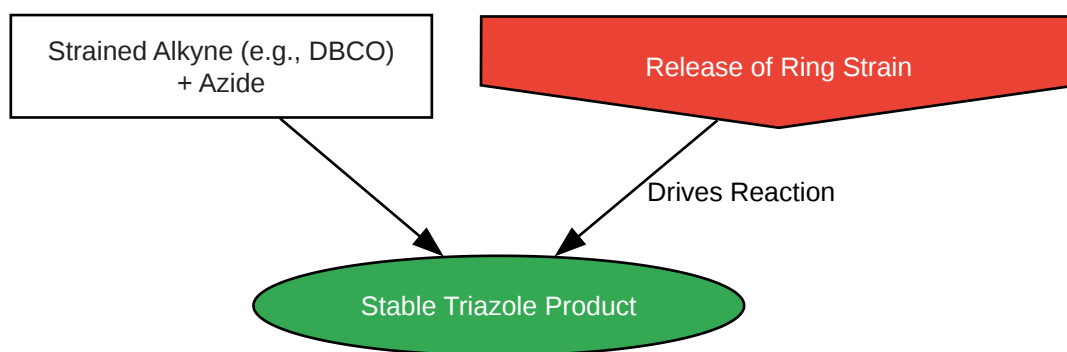 Strained Alkyne (e.g., DBCO)
+ Azide
Release of Ring Strain
Drives Reaction
Stable Triazole Product